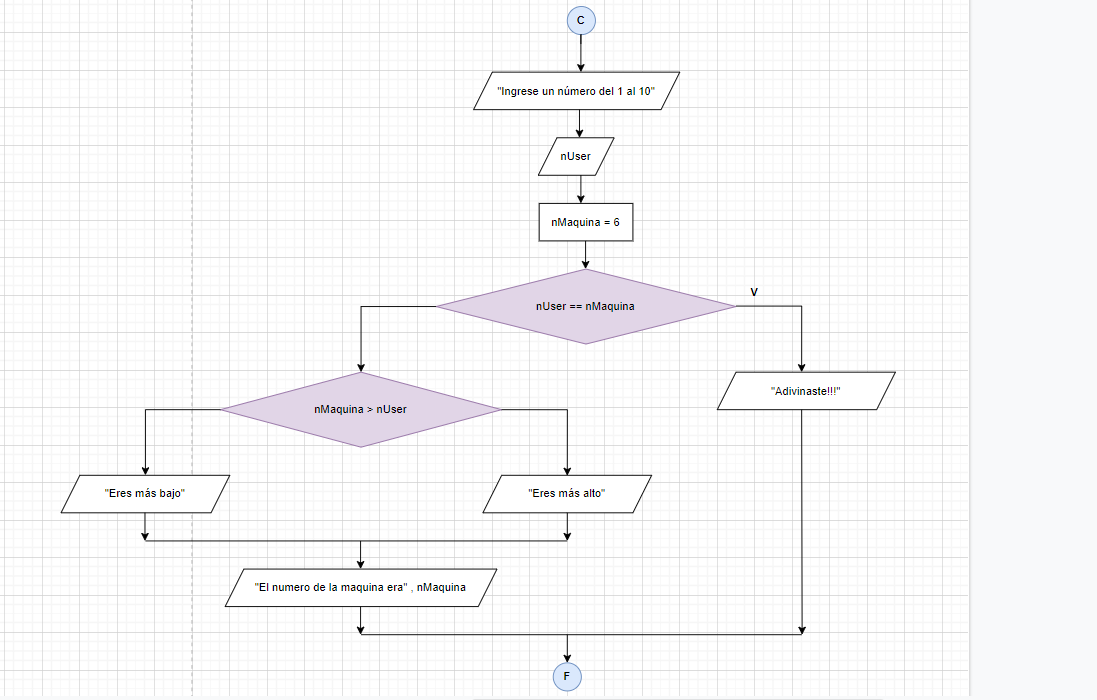 C
"Ingrese un número del 1 al 10"
nUser
nMaquina = 6
nUser == nMaquina
V
nMaquina > nUser
"Adivinaste!!!"
"Eres más bajo"
"Eres más alto"
"El numero de la maquina era" , nMaquina
F